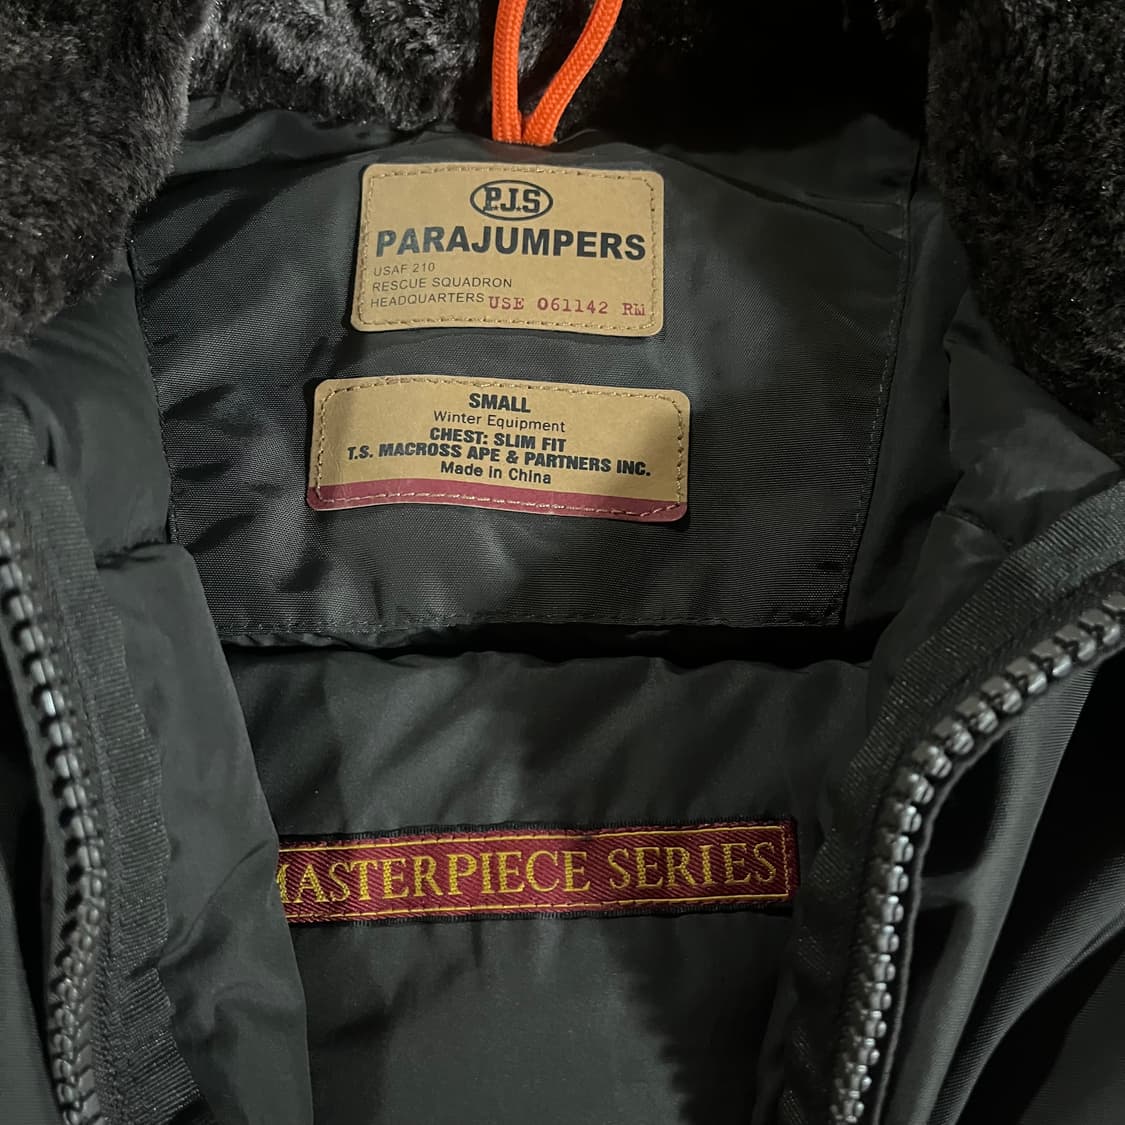 P.J.S
PARAJUMPERS
USAF 210
RESCUE SQUADRON
HEADQUARTERS USE 061142 RM
SMALL
Winter Equipment
CHEST: SLIM FIT
T.S. MACROSS APE & PARTNERS INC.
Made in China
MASTERPIECE SERIES